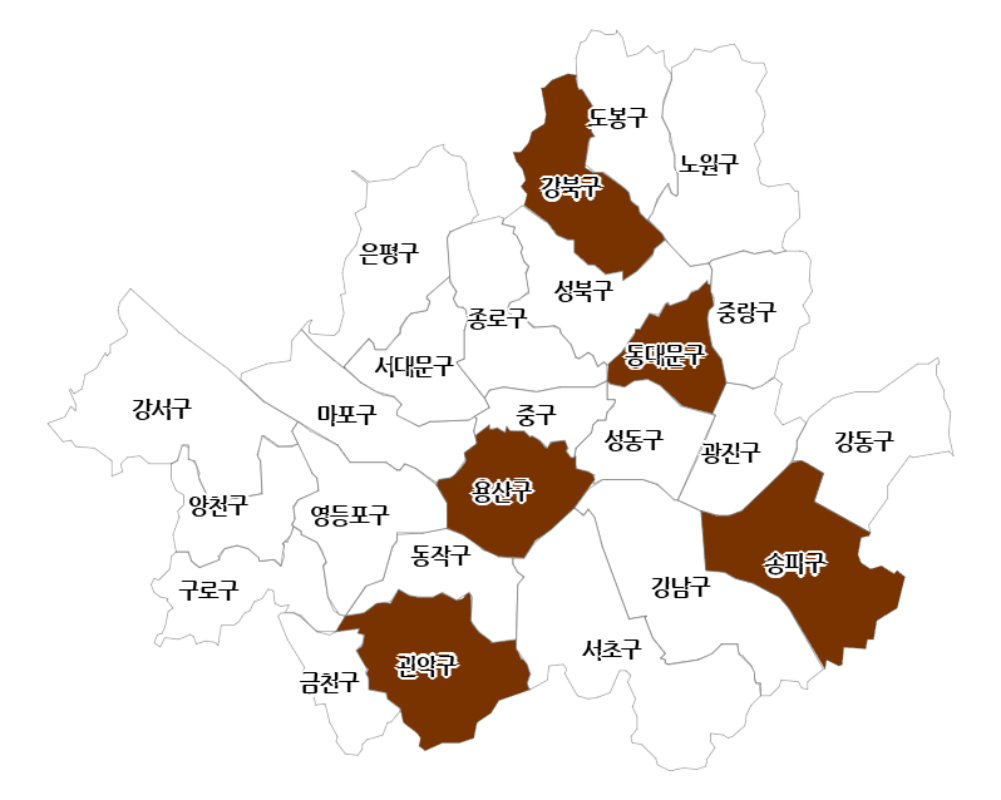 도봉구
노원구
강북구
은평구
성북구
종로구
중랑구
동대문구
서대문구
강서구
마포구
중구
성동구
광진구
강동구
용산구
양천구
영등포구
동작구
송파구
구로구
강남구
서초구
관악구
금천구